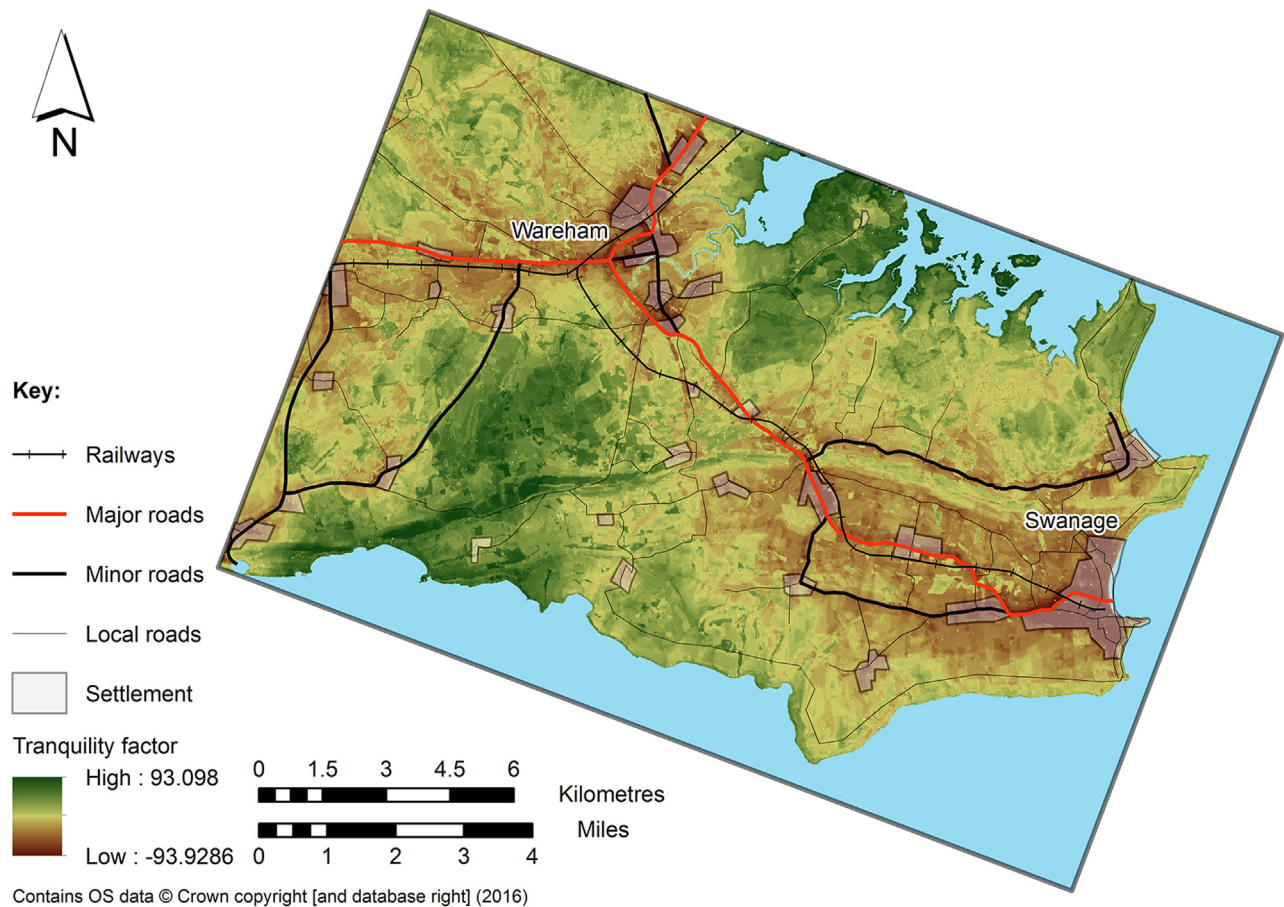 N
Wareham
Swanage
Key:
Railways
Major roads
Minor roads
Local roads
Settlement
Tranquility factor
High : 93.098
Low : -93.9286
0 1.5 3 4.5 6
Kilometres
Miles
0 1 2 3 4
Contains OS data © Crown copyright [and database right] (2016)